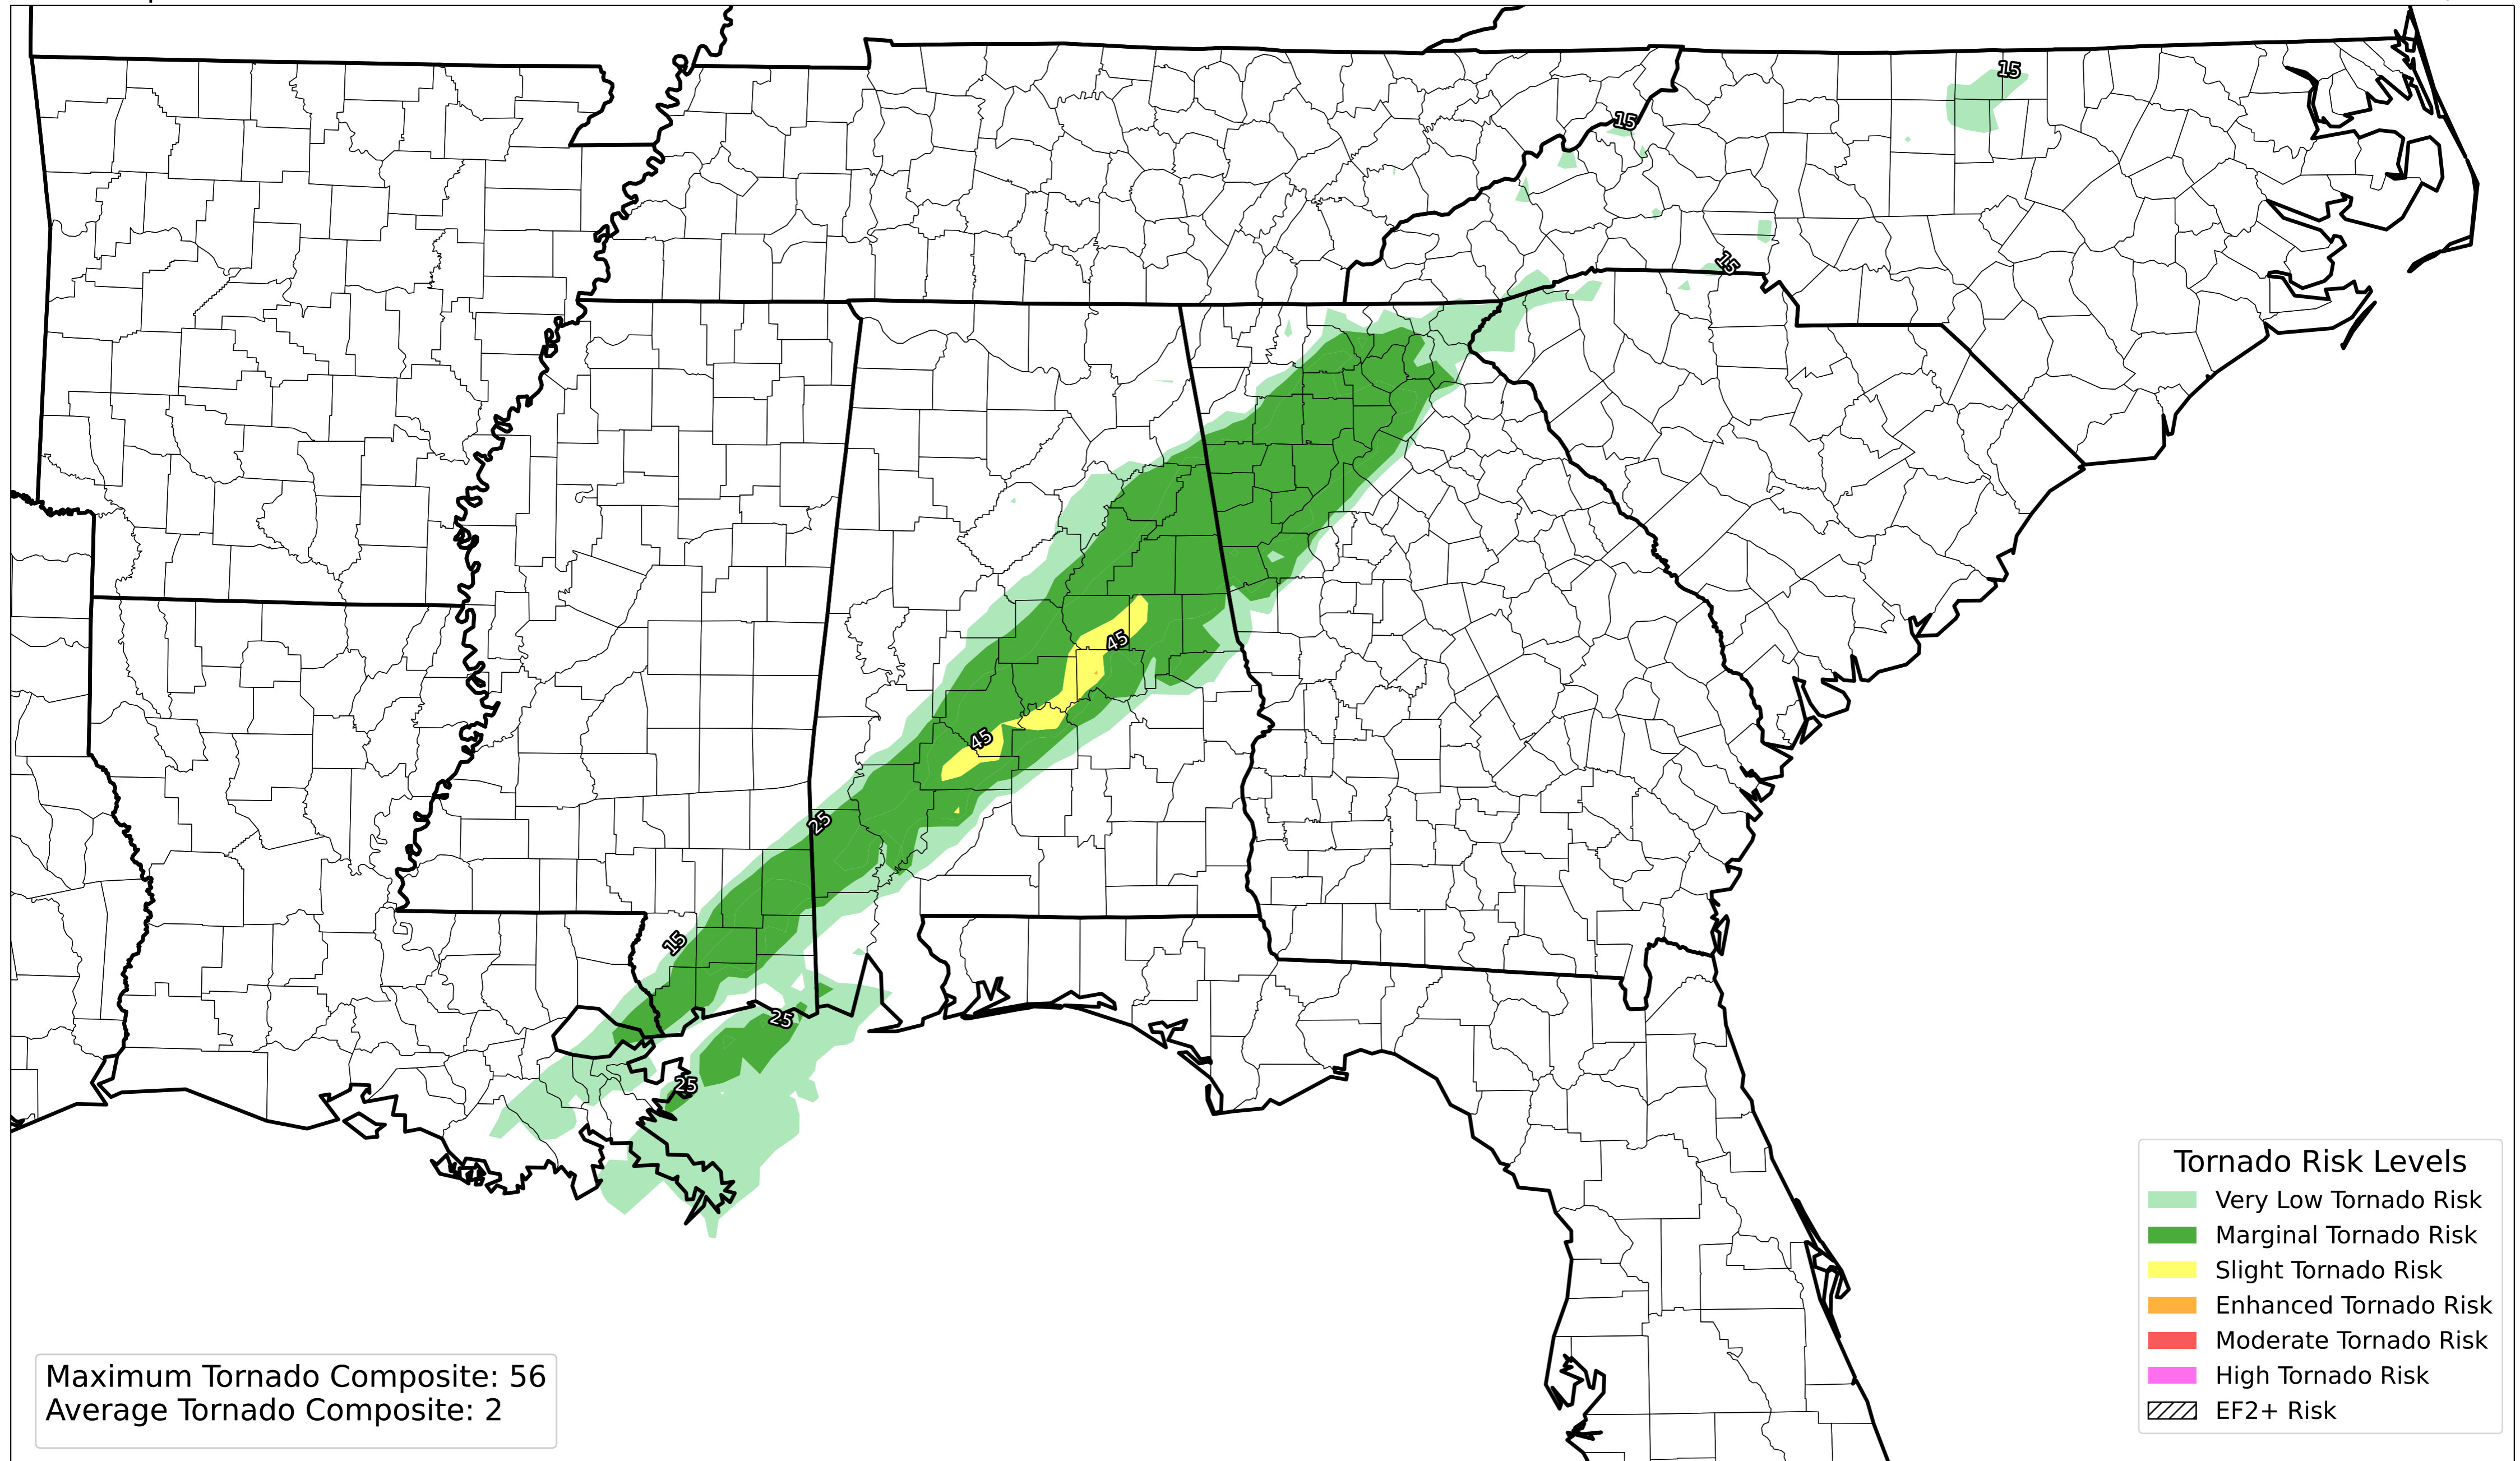 15
15
15
45
45
25
15
25
25
Tornado Risk Levels
Very Low Tornado Risk
Marginal Tornado Risk
Slight Tornado Risk
Enhanced Tornado Risk
Moderate Tornado Risk
High Tornado Risk
EF2+ Risk
Maximum Tornado Composite: 56
Average Tornado Composite: 2